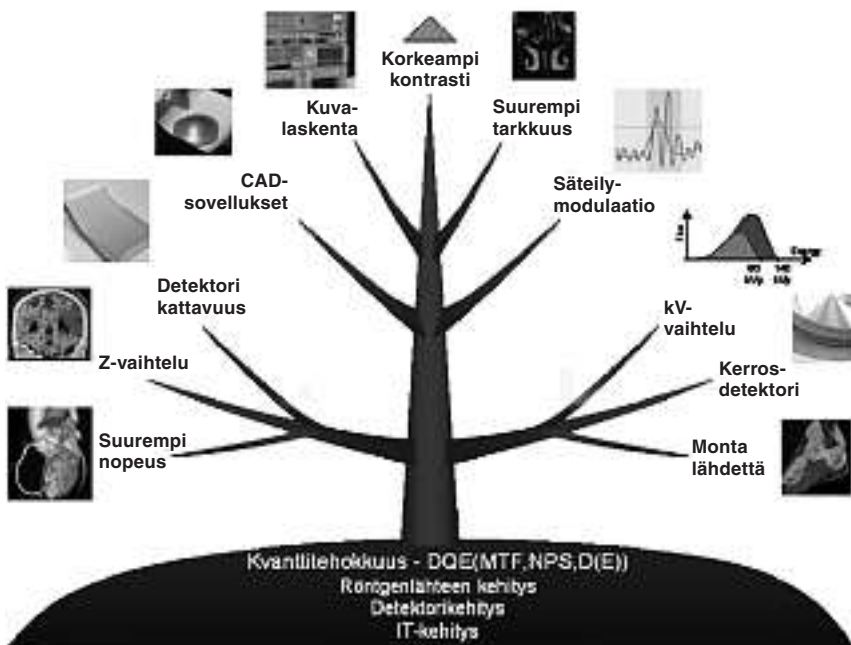 Korkeampi
kontrasti
Kuva-
laskenta
Suurempi
tarkkuus
CAD-
sovellukset
Säteily-
modulaatio
Detektori
kattavuus
kV-
vaihtelu
Z-vaihtelu
Kerros-
detektori
Suurempi
nopeus
Monta
lähdettä
Kvanttitehokkuus - DQE(MTF,NPS,D(E))
Röntgenlähteen kehitys
Detektorikehitys
IT-kehitys